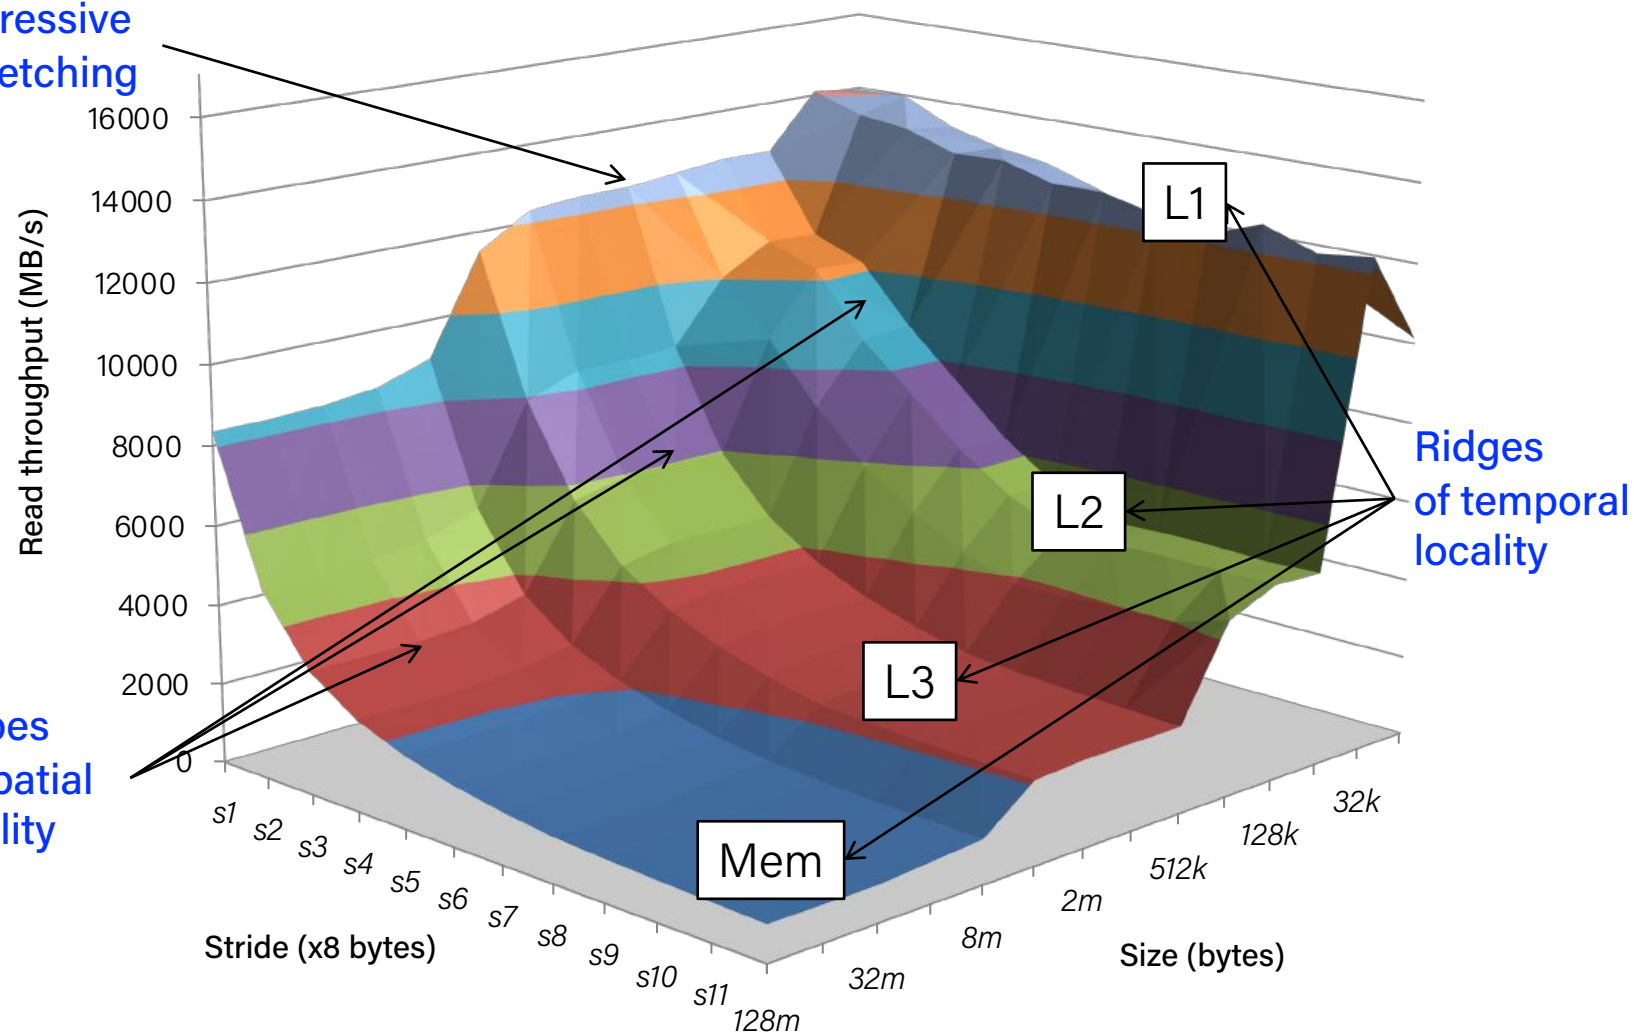 ressive
etching
16000
14000
12000
10000
8000
6000
4000
2000
0
Read throughput (MB/s)
L1
L2
L3
Mem
Ridges
of temporal
locality
pes
patial
lity
s1
s2
s3
s4
s5
s6
s7
s8
s9
s10
s11
Stride (x8 bytes)
128m
32m
8m
2m
512k
128k
32k
Size (bytes)